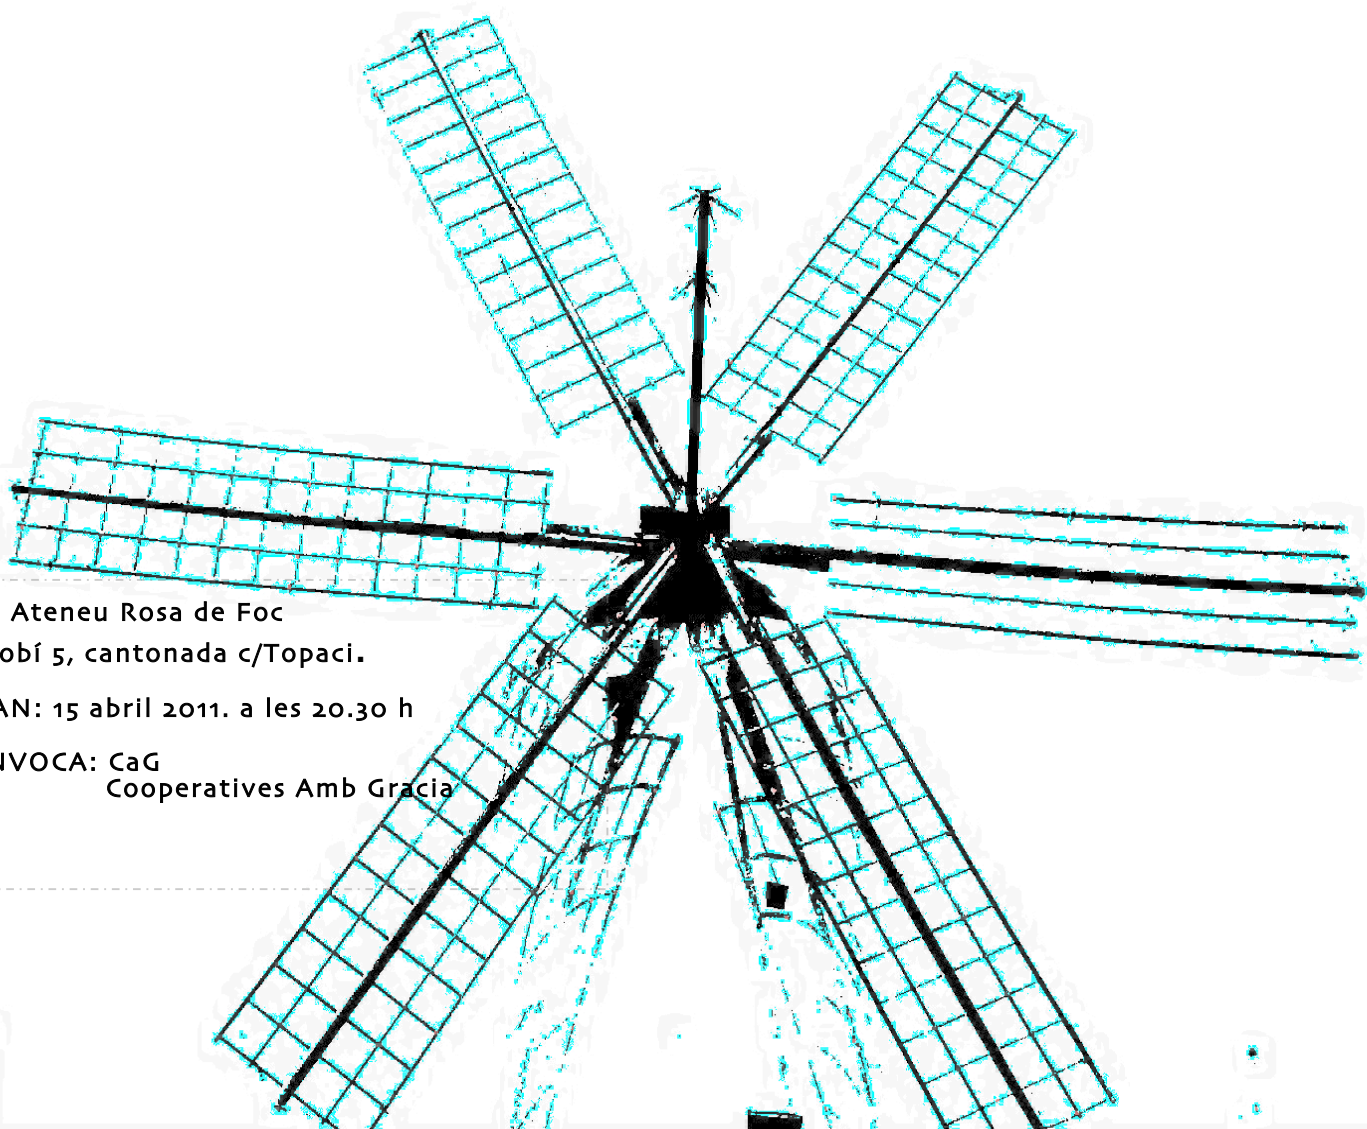 Ateneu Rosa de Foc
obí 5, cantonada c/Topaci.
AN: 15 abril 2011. a les 20.30 h
NVOCA: CaG
Cooperatives Amb Gracia